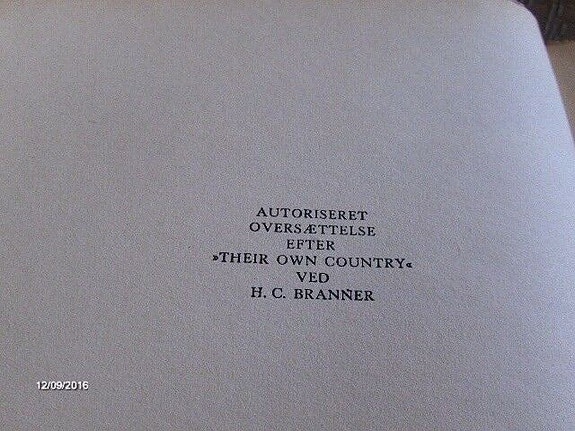 AUTORISERET
OVERSÆTTELSE
EFTER
»THEIR OWN COUNTRY«
VED
H. C. BRANNER
12/09/2016